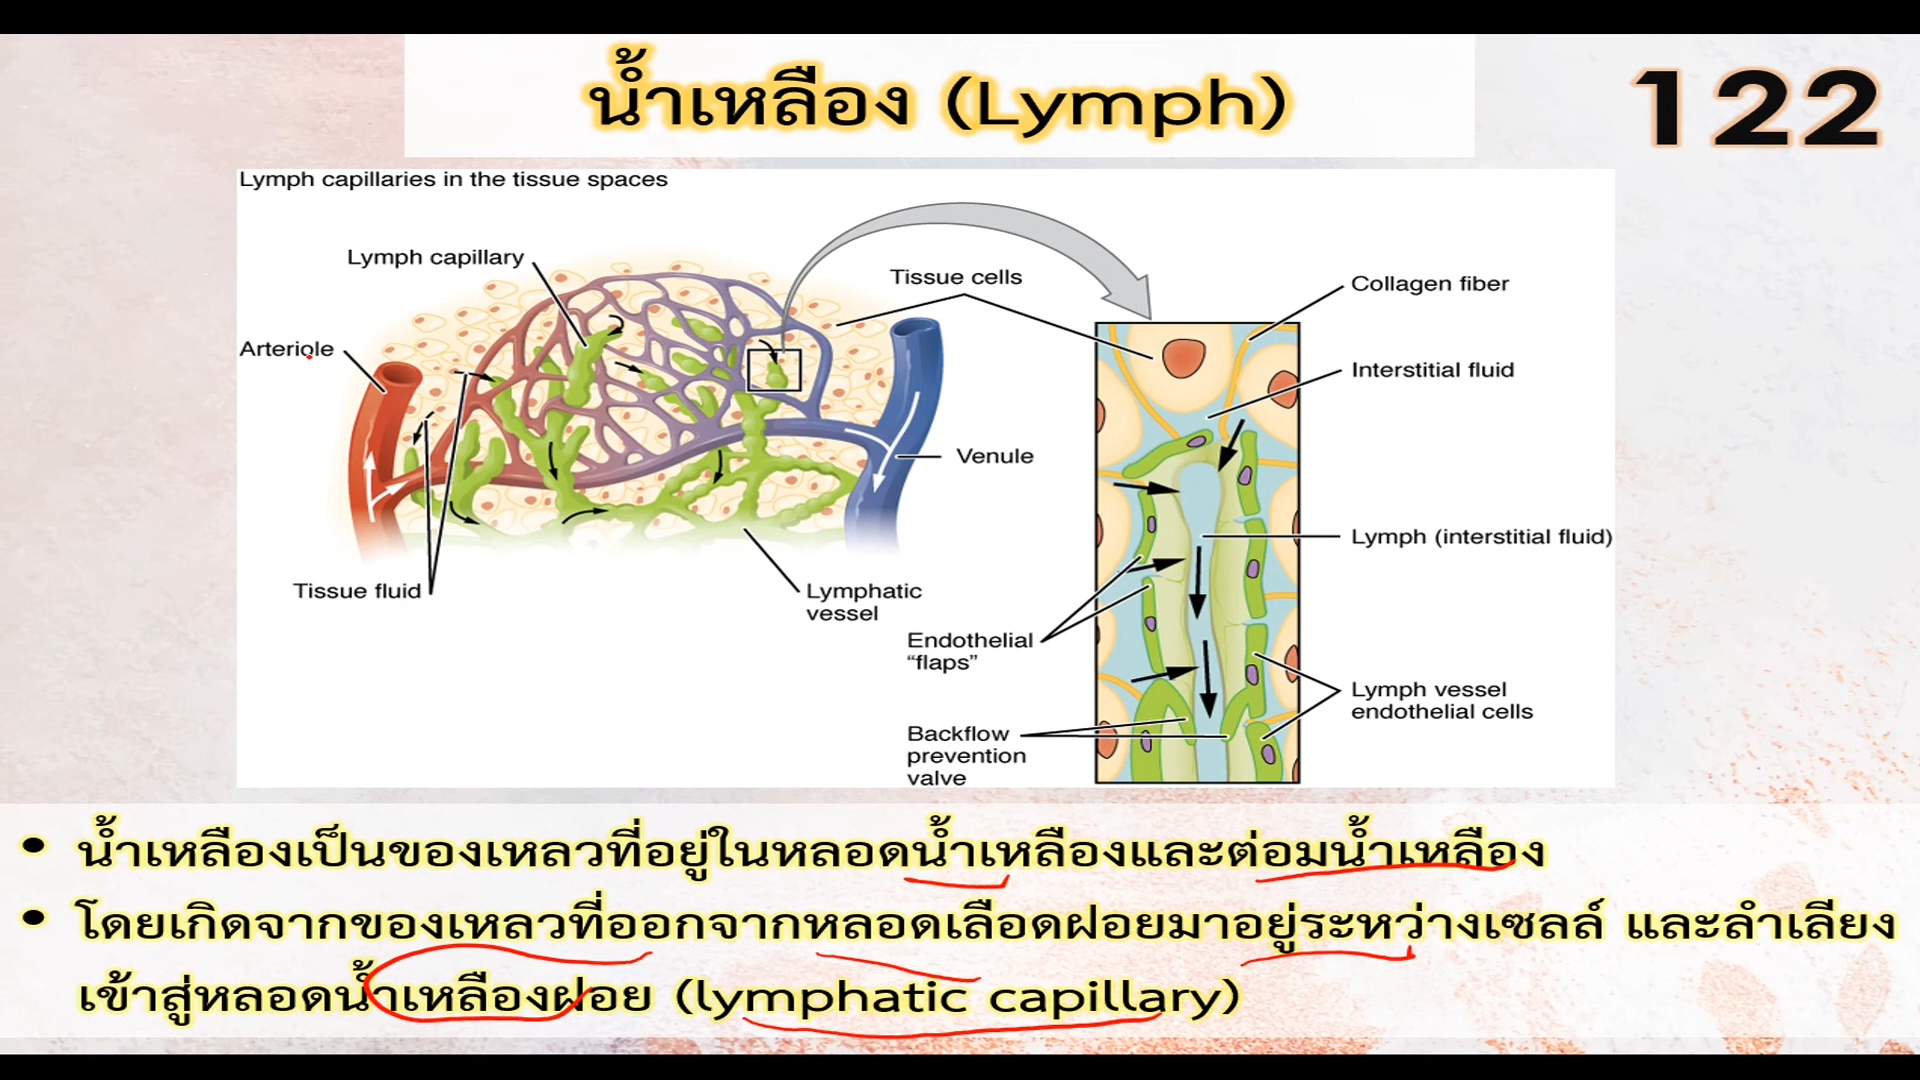 น้ำเหลือง (Lymph)
122
Lymph capillaries in the tissue spaces
Lymph capillary
Tissue cells
Collagen fiber
Arteriole
Interstitial fluid
Venule
Lymph (interstitial fluid)
Tissue fluid
Lymphatic
vessel
Endothelial
“flaps”
Lymph vessel
endothelial cells
Backflow
prevention
valve
• น้ำเหลืองเป็นของเหลวที่อยู่ในหลอดน้ำเหลืองและต่อมน้ำเหลือง
• โดยเกิดจากของเหลวที่ออกจากหลอดเลือดฝอยมาอยู่ระหว่างเซลล์ และลำเลียง
เข้าสู่หลอดน้ำเหลืองฝอย (lymphatic capillary)